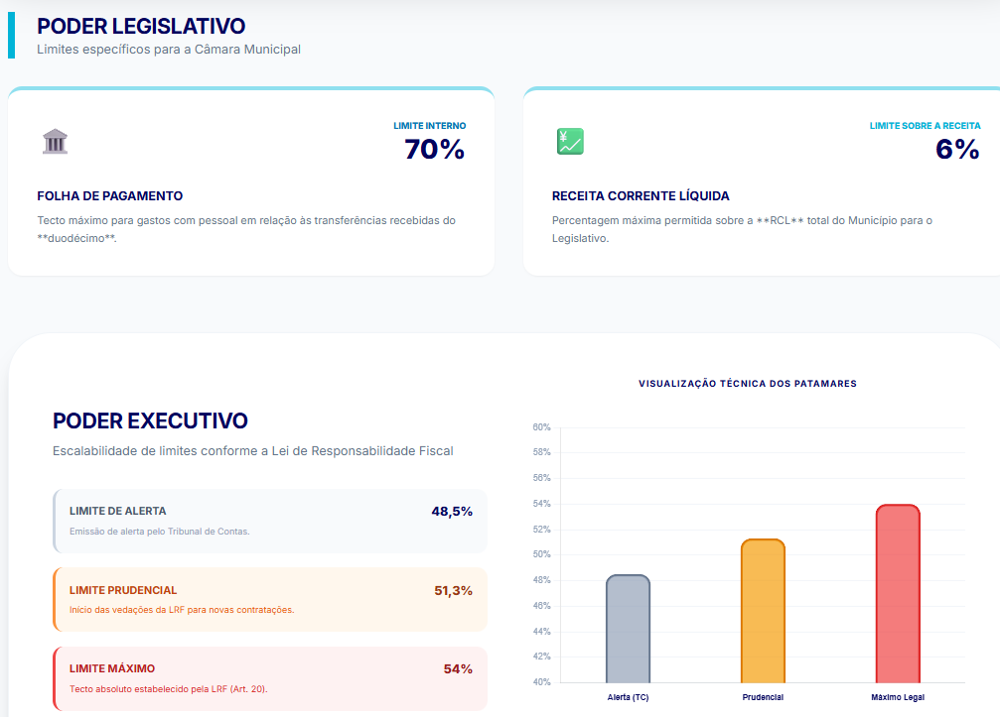 PODER LEGISLATIVO
Limites específicos para a Câmara Municipal
LIMITE INTERNO
70%
FOLHA DE PAGAMENTO
Tecto máximo para gastos com pessoal em relação às transferências recebidas do
**duodécimo**.
LIMITE SOBRE A RECEITA
6%
RECEITA CORRENTE LÍQUIDA
Percentagem máxima permitida sobre a **RCL** total do Município para o
Legislativo.
PODER EXECUTIVO
Escalabilidade de limites conforme a Lei de Responsabilidade Fiscal
LIMITE DE ALERTA
48,5%
Emissão de alerta pelo Tribunal de Contas.
LIMITE PRUDENCIAL
51,3%
Início das vedações da LRF para novas contratações.
LIMITE MÁXIMO
54%
Tecto absoluto estabelecido pela LRF (Art. 20).
VISUALIZAÇÃO TÉCNICA DOS PATAMARES
60%
58%
56%
54%
52%
50%
48%
46%
44%
42%
40%
Alerta (TC)
Prudencial
Máximo Legal